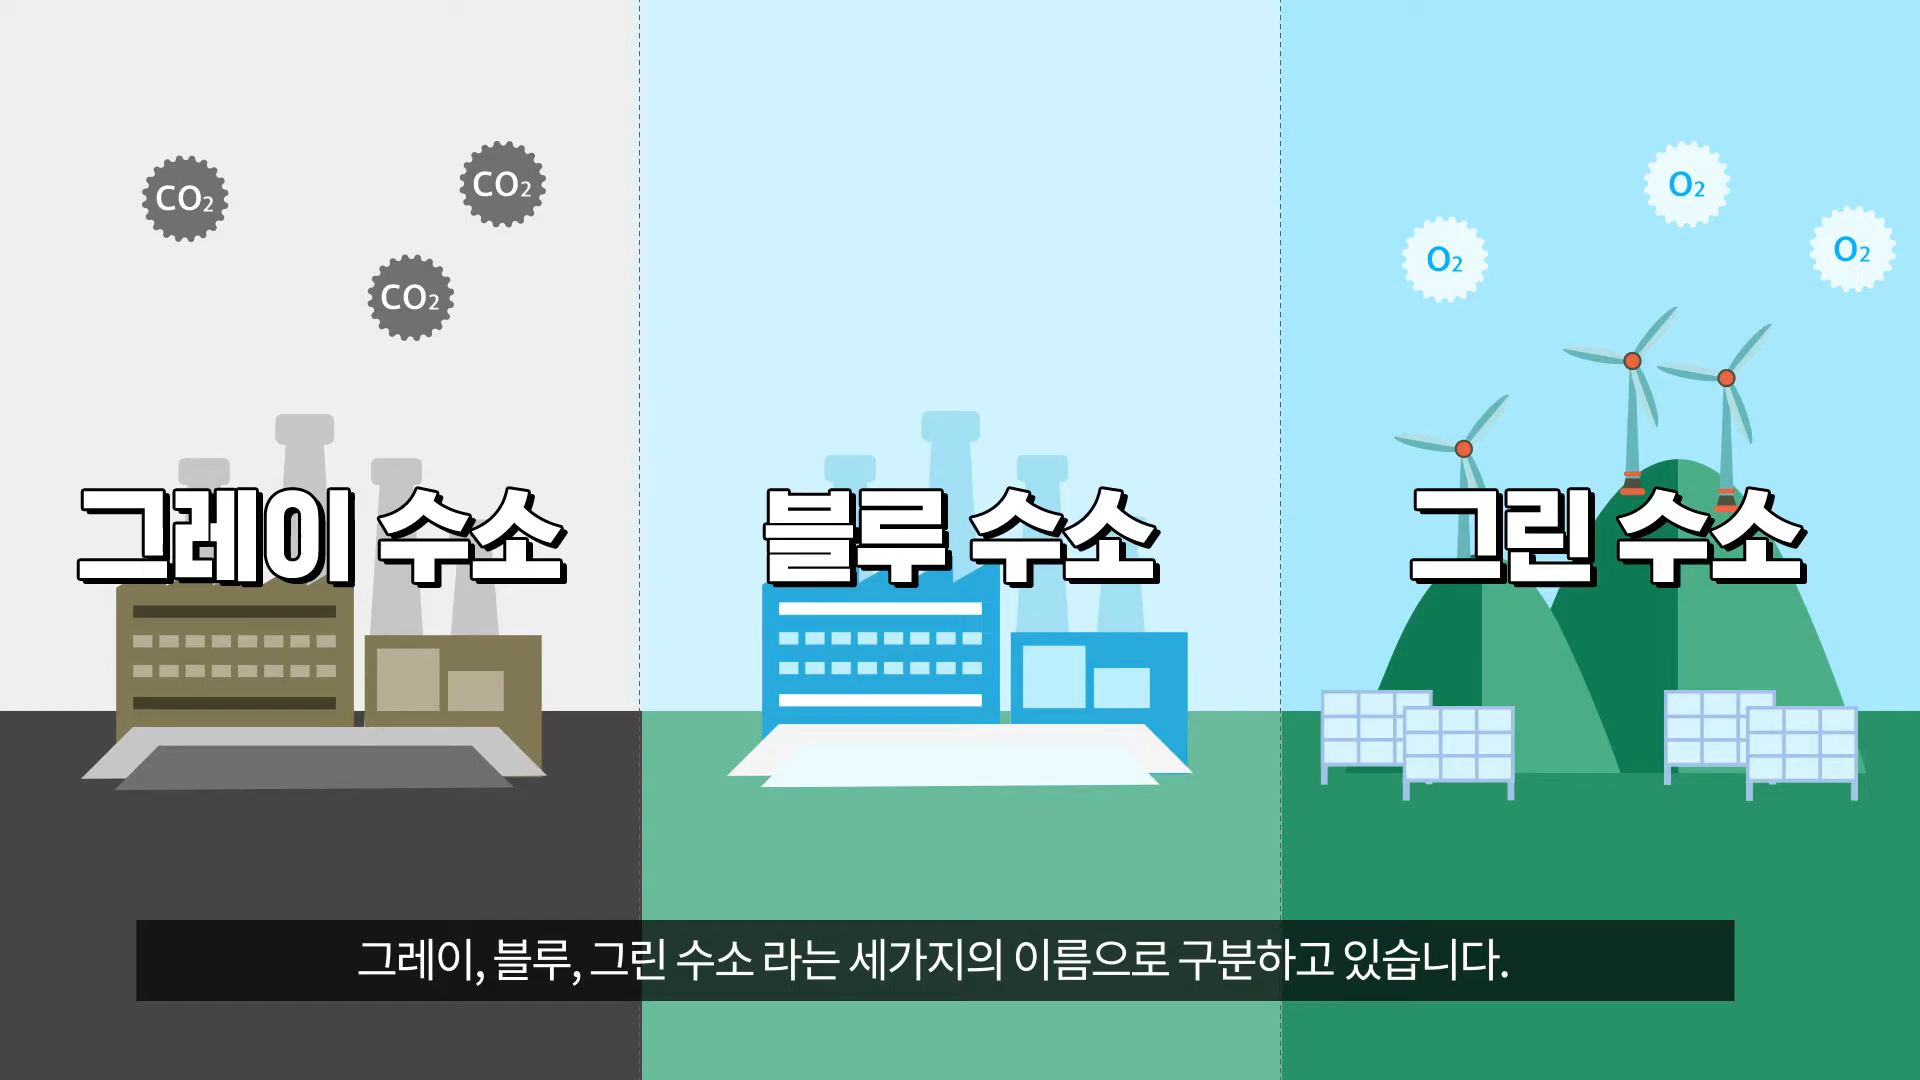 CO₂
CO₂
CO₂
O₂
O₂
O₂
그레이 수소
블루 수소
그린 수소
그레이, 블루, 그린 수소 라는 세가지의 이름으로 구분하고 있습니다.